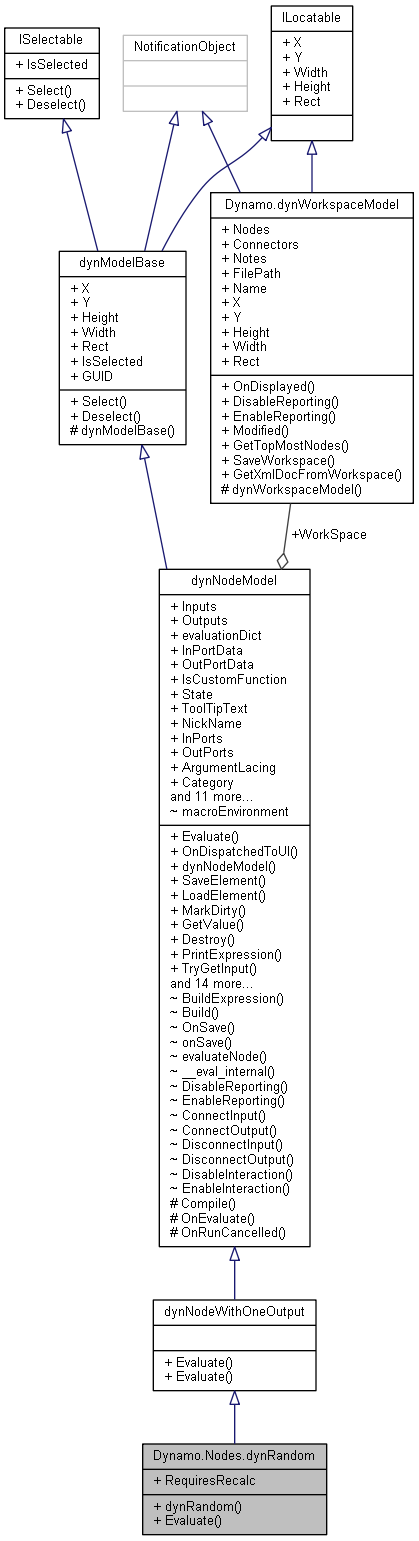 ISelectable
+ IsSelected
+ Select()
+ Deselect()
NotificationObject
ILocatable
+ X
+ Y
+ Width
+ Height
+ Rect
dynModelBase
+ X
+ Y
+ Height
+ Width
+ Rect
+ IsSelected
+ GUID
+ Select()
+ Deselect()
# dynModelBase()
Dynamo.dynWorkspaceModel
+ Nodes
+ Connectors
+ Notes
+ FilePath
+ Name
+ X
+ Y
+ Height
+ Width
+ Rect
+ OnDisplayed()
+ DisableReporting()
+ EnableReporting()
+ Modified()
+ GetTopMostNodes()
+ SaveWorkspace()
+ GetXmlDocFromWorkspace()
# dynWorkspaceModel()
+WorkSpace
dynNodeModel
+ Inputs
+ Outputs
+ evaluationDict
+ InPortData
+ OutPortData
+ IsCustomFunction
+ State
+ ToolTipText
+ NickName
+ InPorts
+ OutPorts
+ ArgumentLacing
+ Category
and 11 more...
~ macroEnvironment
+ Evaluate()
+ OnDispatchedToUI()
+ dynNodeModel()
+ SaveElement()
+ LoadElement()
+ MarkDirty()
+ GetValue()
+ Destroy()
+ PrintExpression()
+ TryGetInput()
and 14 more...
~ BuildExpression()
~ Build()
~ OnSave()
~ onSave()
~ evaluateNode()
~ __eval_internal()
~ DisableReporting()
~ EnableReporting()
~ ConnectInput()
~ ConnectOutput()
~ DisconnectInput()
~ DisconnectOutput()
~ DisableInteraction()
~ EnableInteraction()
# Compile()
# OnEvaluate()
# OnRunCancelled()
dynNodeWithOneOutput
+ Evaluate()
+ Evaluate()
Dynamo.Nodes.dynRandom
+ RequiresRecalc
+ dynRandom()
+ Evaluate()